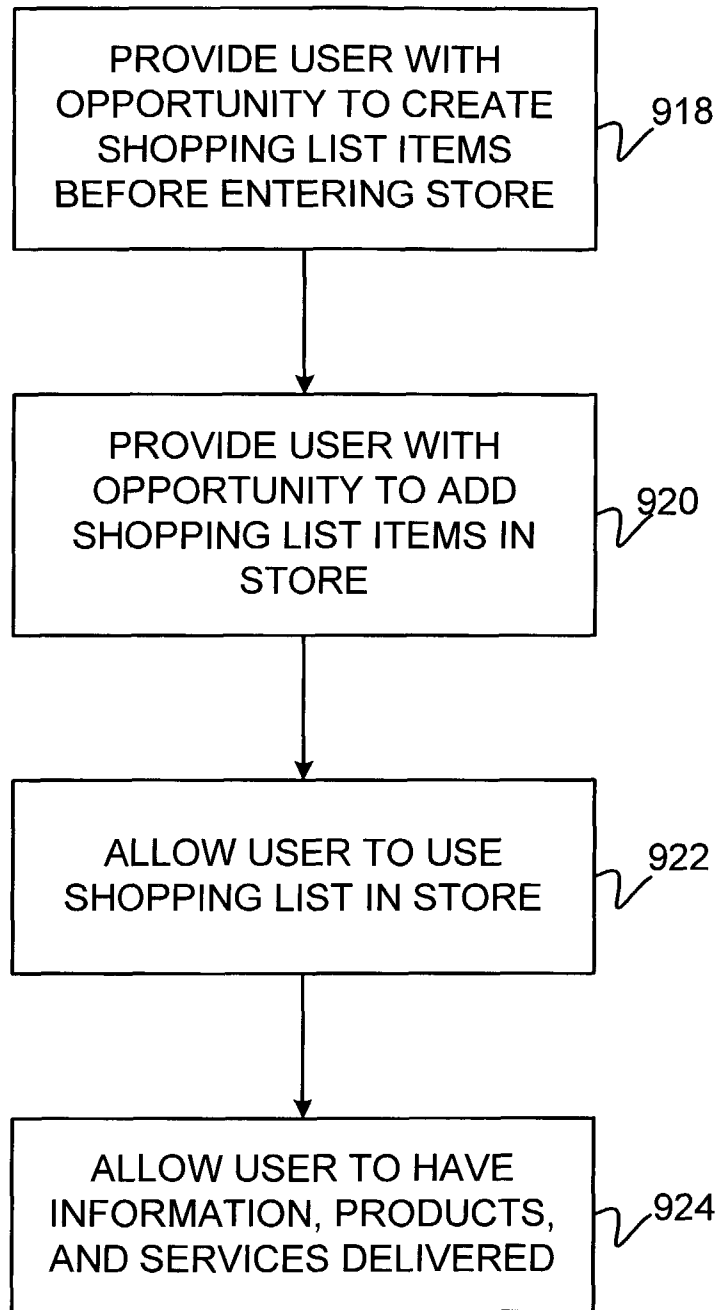 PROVIDE USER WITH
OPPORTUNITY TO CREATE
SHOPPING LIST ITEMS
BEFORE ENTERING STORE
918
PROVIDE USER WITH
OPPORTUNITY TO ADD
SHOPPING LIST ITEMS IN
STORE
920
ALLOW USER TO USE
SHOPPING LIST IN STORE
922
ALLOW USER TO HAVE
INFORMATION, PRODUCTS,
AND SERVICES DELIVERED
924